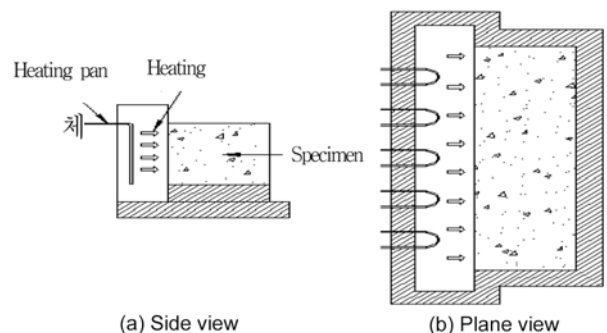 Heating pan
Heating
체
Specimen
(a) Side view
(b) Plane view